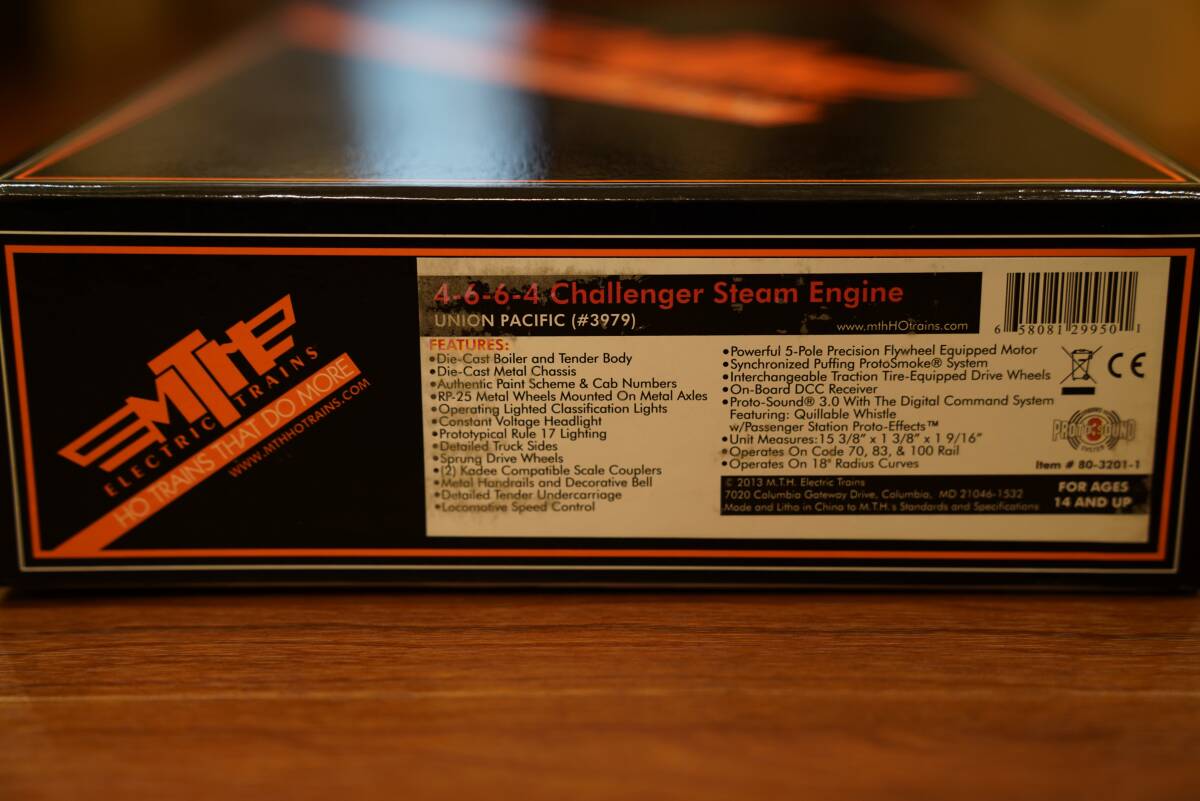 MTH
ELECTRIC TRAINS
HO TRAINS THAT DO MORE
WWW.MTHHOTRAINS.COM
4-6-6-4 Challenger Steam Engine
UNION PACIFIC (#3979)
www.mthHOtrains.com
6 58081 29950 1
FEATURES:
•Die-Cast Boiler and Tender Body
•Die-Cast Metal Chassis
•Authentic Paint Scheme & Cab Numbers
•RP-25 Metal Wheels Mounted On Metal Axles
•Operating Lighted Classification Lights
•Constant Voltage Headlight
•Prototypical Rule 17 Lighting
•Detailed Truck Sides
•Sprung Drive Wheels
•(2) Kadee Compatible Scale Couplers
•Metal Handrails and Decorative Bell
•Detailed Tender Undercarriage
•Locomotive Speed Control
•Powerful 5-Pole Precision Flywheel Equipped Motor
•Synchronized Puffing ProtoSmoke® System
•Interchangeable Traction Tire-Equipped Drive Wheels
•On-Board DCC Receiver
•Proto-Sound® 3.0 With The Digital Command System
Featuring: Quillable Whistle
w/Passenger Station Proto-Effects™
•Unit Measures: 15 3/8” x 1 3/8” x 1 9/16”
•Operates On Code 70, 83, & 100 Rail
•Operates On 18” Radius Curves
CE
PROTO 3 SOUND
SYSTEM
Item # 80-3201-1
© 2013 M.T.H. Electric Trains
7020 Columbia Gateway Drive, Columbia, MD 21046-1532
Made and Litho in China to M.T.H.'s Standards and Specifications
FOR AGES
14 AND UP